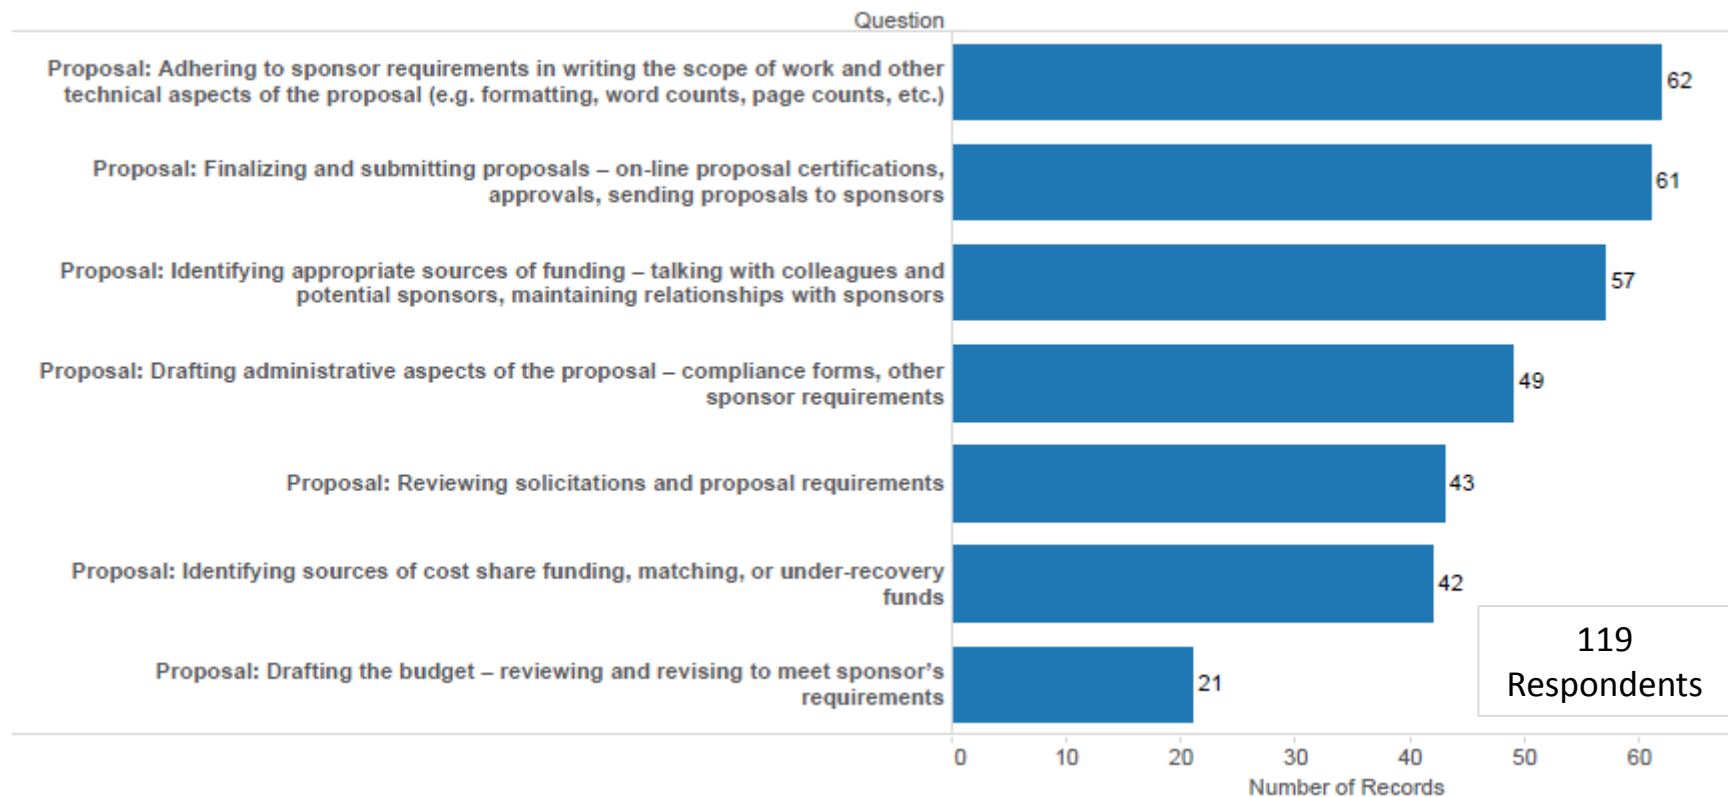 Question
Proposal: Adhering to sponsor requirements in writing the scope of work and other
technical aspects of the proposal (e.g. formatting, word counts, page counts, etc.)
62
Proposal: Finalizing and submitting proposals – on-line proposal certifications,
approvals, sending proposals to sponsors
61
Proposal: Identifying appropriate sources of funding – talking with colleagues and
potential sponsors, maintaining relationships with sponsors
57
Proposal: Drafting administrative aspects of the proposal – compliance forms, other
sponsor requirements
49
Proposal: Reviewing solicitations and proposal requirements
43
Proposal: Identifying sources of cost share funding, matching, or under-recovery
funds
42
Proposal: Drafting the budget – reviewing and revising to meet sponsor’s
requirements
21
119
Respondents
0 10 20 30 40 50 60
Number of Records